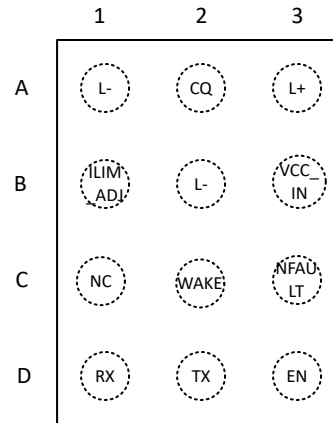 1 2 3
A L- CQ L+
B ILIM_ADJ L- VCC_IN
C NC WAKE NFAULT
D RX TX EN